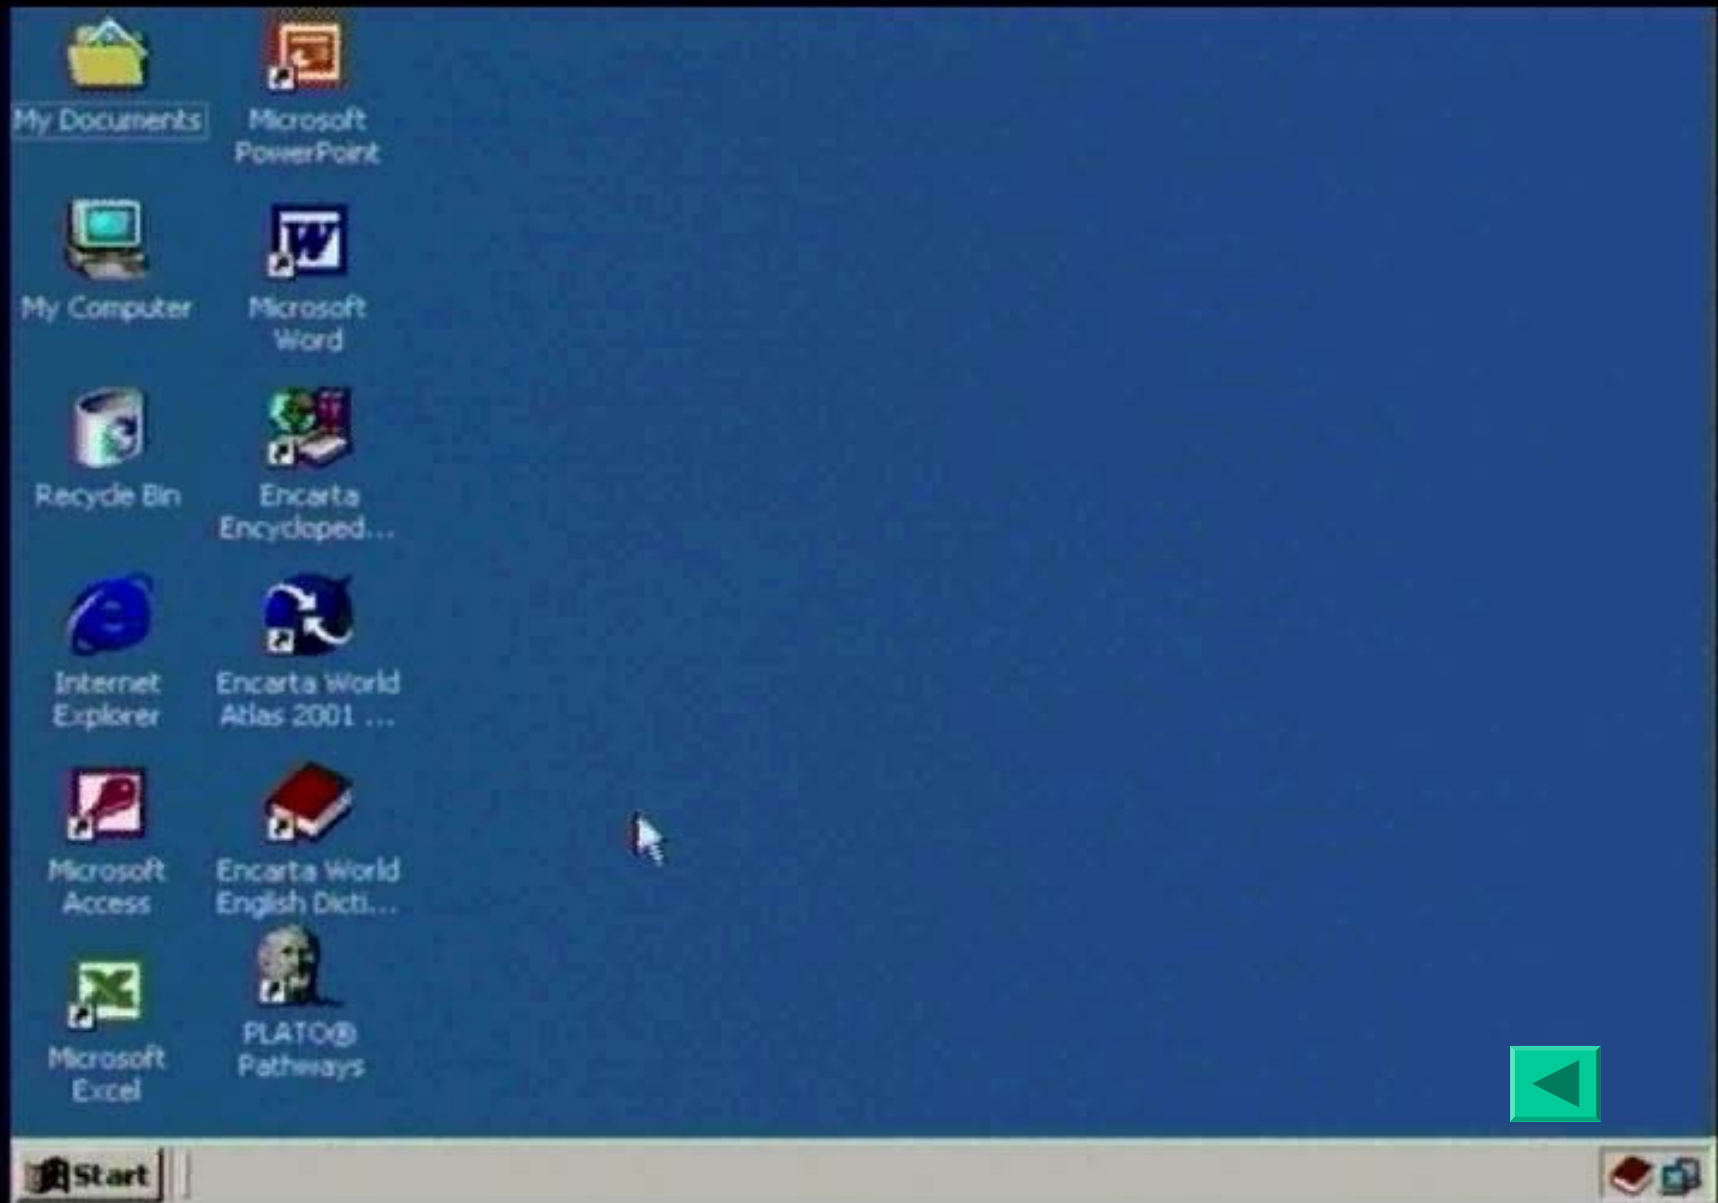 My Documents
Microsoft
PowerPoint
My Computer
Microsoft
Word
Recycle Bin
Encarta
Encycloped...
Internet
Explorer
Encarta World
Atlas 2001 ...
Microsoft
Access
Encarta World
English Dicti...
Microsoft
Excel
PLATO®
Pathways
Start